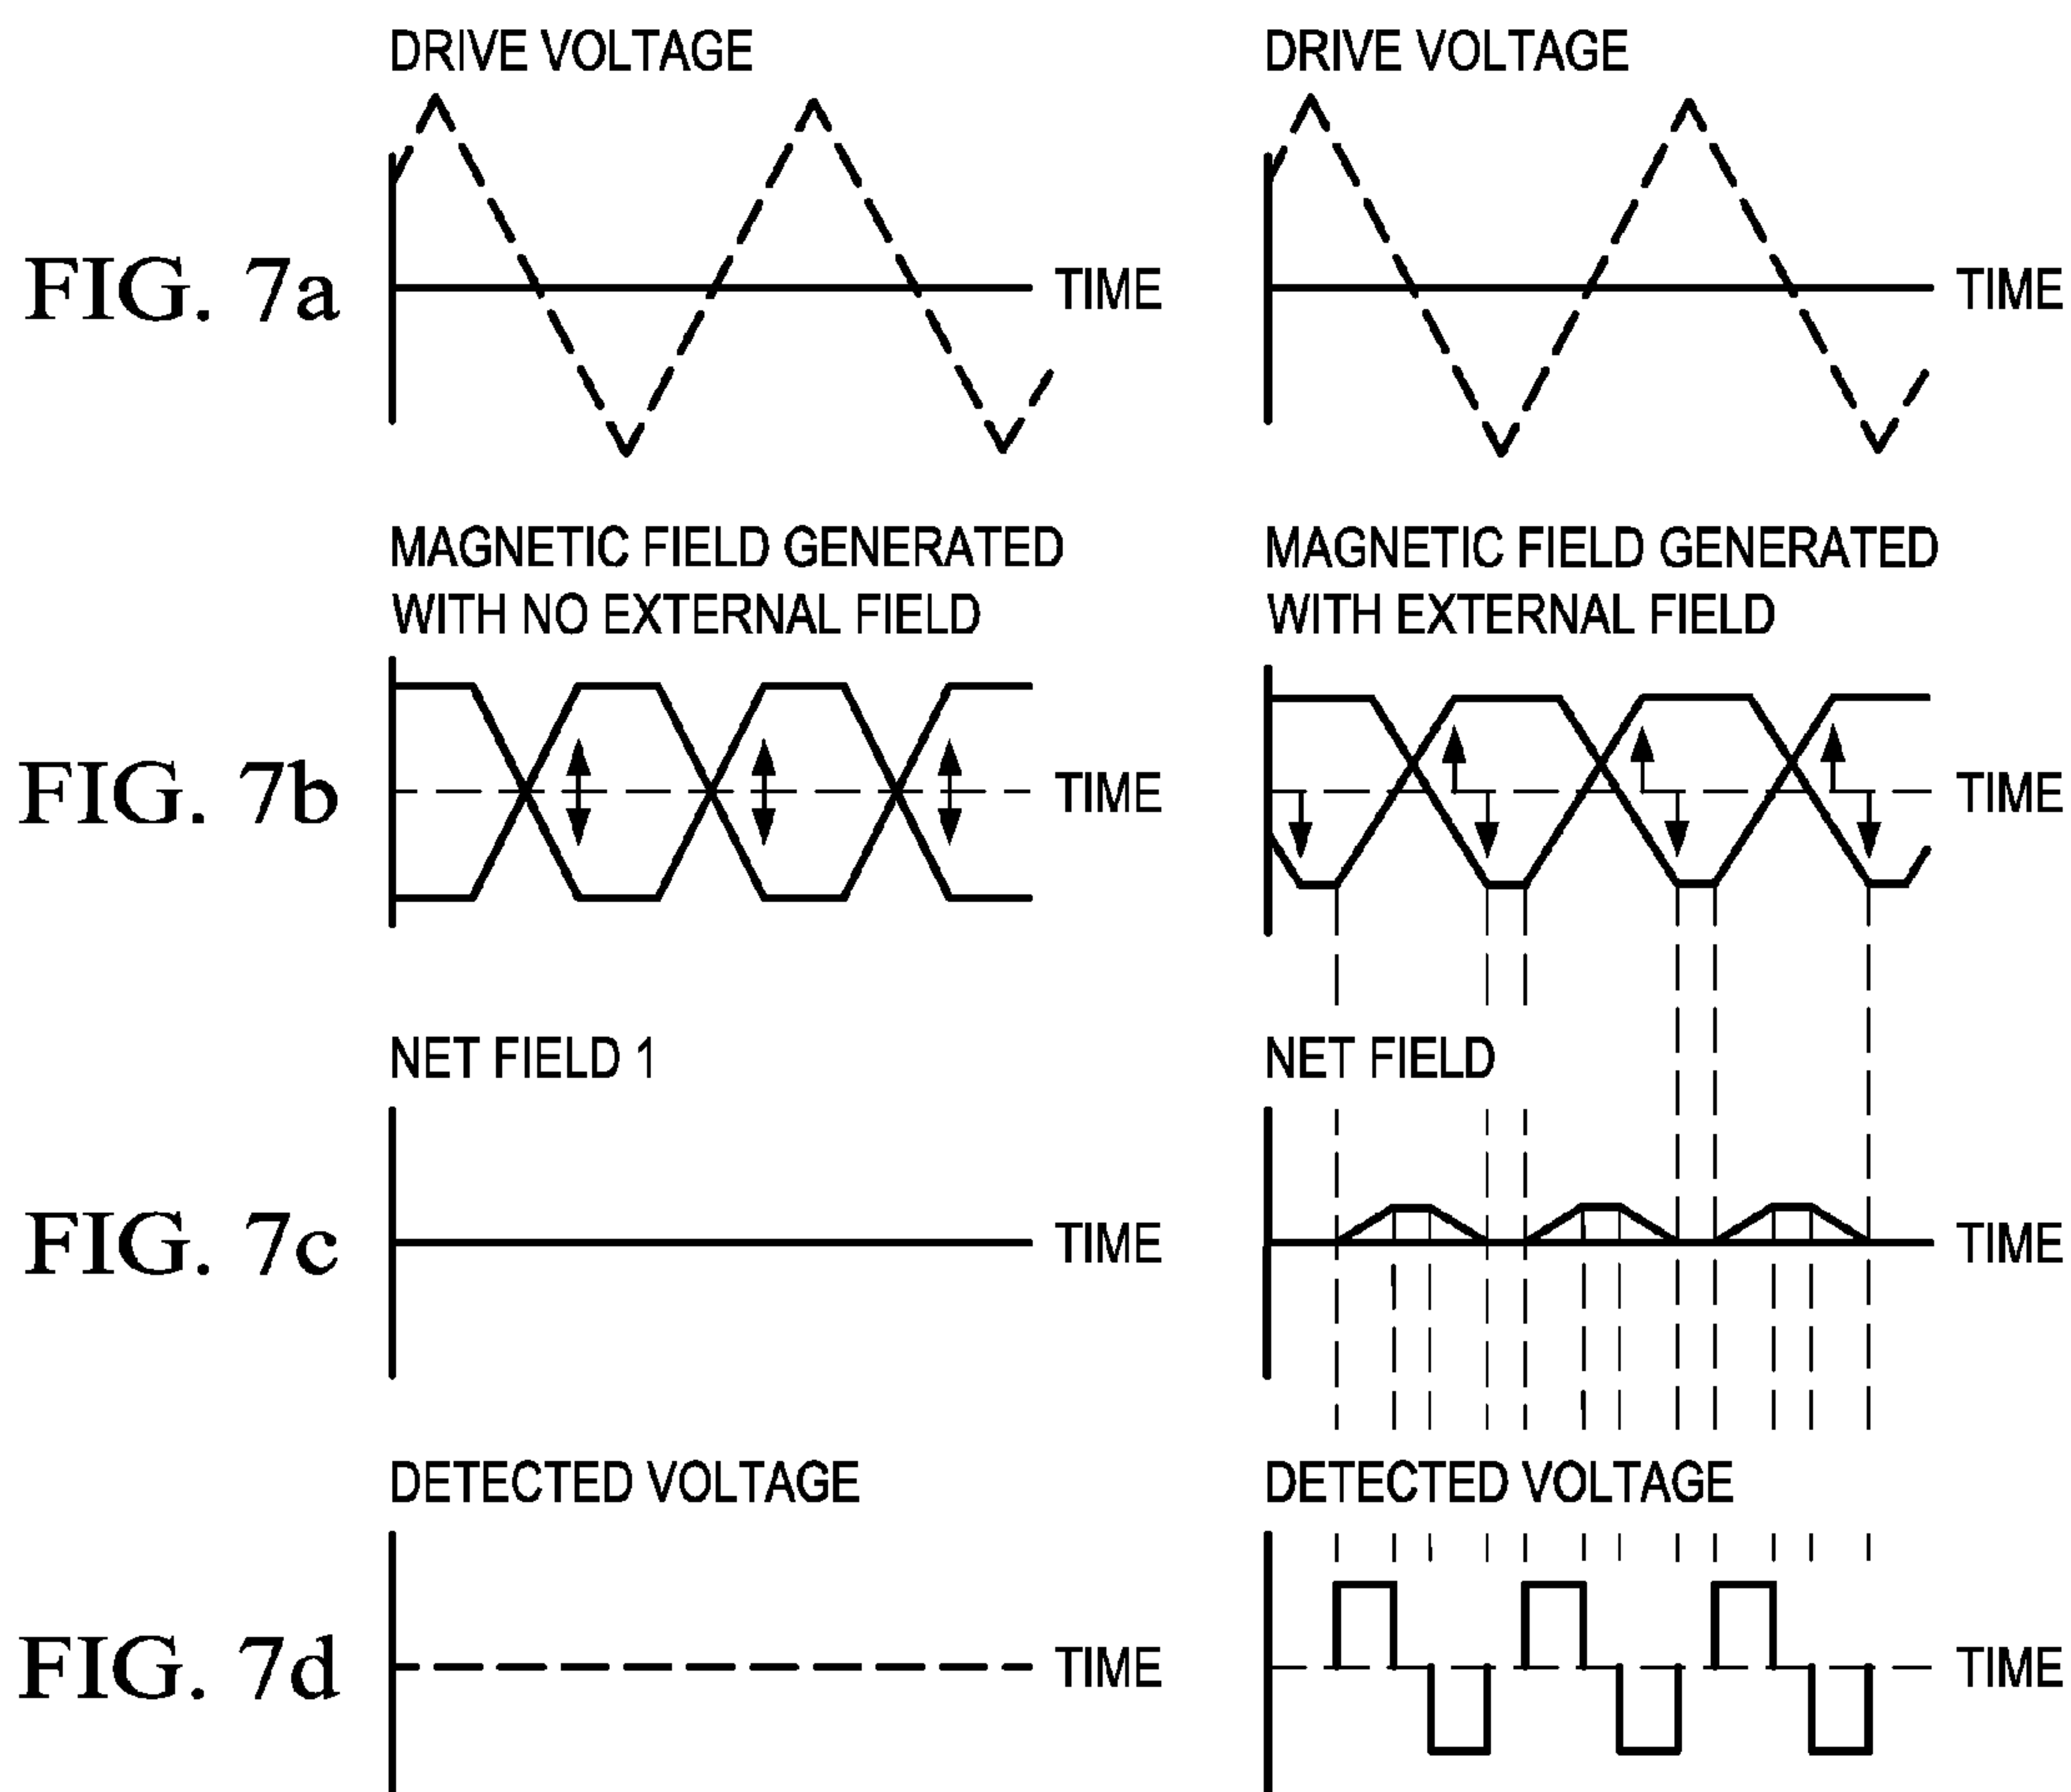 DRIVE VOLTAGE
DRIVE VOLTAGE
FIG. 7a
TIME
TIME
MAGNETIC FIELD GENERATED
WITH NO EXTERNAL FIELD
MAGNETIC FIELD GENERATED
WITH EXTERNAL FIELD
FIG. 7b
TIME
TIME
NET FIELD 1
NET FIELD
FIG. 7c
TIME
TIME
DETECTED VOLTAGE
DETECTED VOLTAGE
FIG. 7d
TIME
TIME